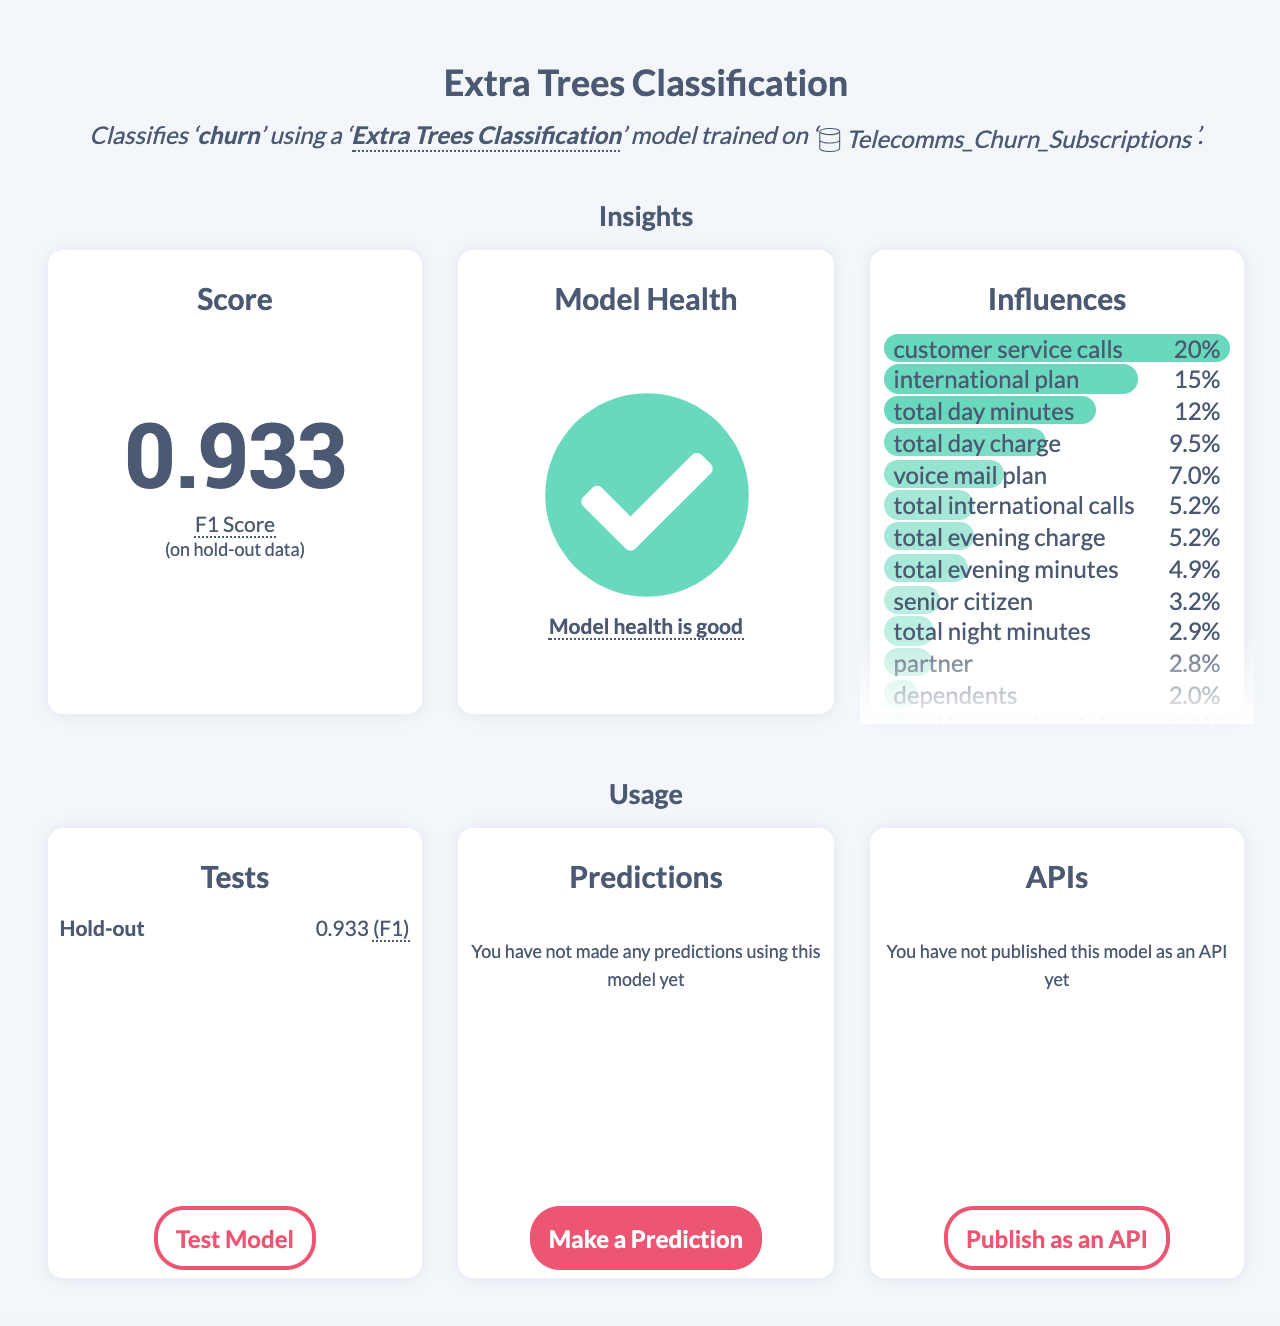 Extra Trees Classification
Classifies ‘churn’ using a ‘Extra Trees Classification’ model trained on ‘ Telecomms_Churn_Subscriptions ’.
Insights
Score
0.933
F1 Score
(on hold-out data)
Model Health
Model health is good
Influences
customer service calls 20%
international plan 15%
total day minutes 12%
total day charge 9.5%
voice mail plan 7.0%
total international calls 5.2%
total evening charge 5.2%
total evening minutes 4.9%
senior citizen 3.2%
total night minutes 2.9%
partner 2.8%
dependents 2.0%
Usage
Tests
Hold-out 0.933 (F1)
Test Model
Predictions
You have not made any predictions using this
model yet
Make a Prediction
APIs
You have not published this model as an API
yet
Publish as an API